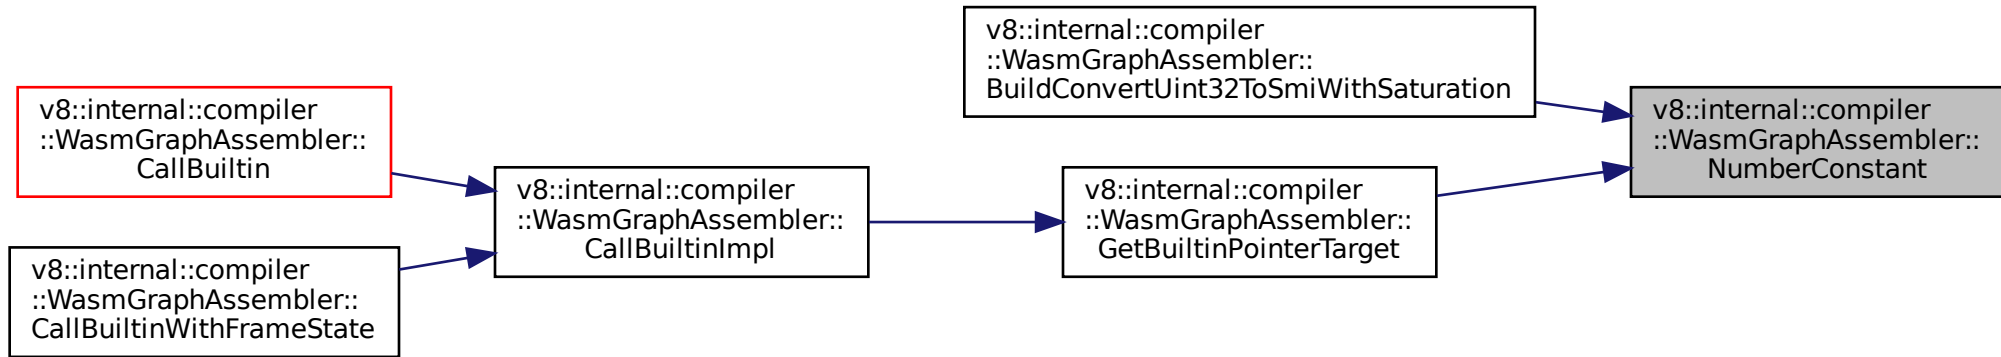 v8::internal::compiler
::WasmGraphAssembler::
CallBuiltin
v8::internal::compiler
::WasmGraphAssembler::
CallBuiltinWithFrameState
v8::internal::compiler
::WasmGraphAssembler::
CallBuiltinImpl
v8::internal::compiler
::WasmGraphAssembler::
BuildConvertUint32ToSmiWithSaturation
v8::internal::compiler
::WasmGraphAssembler::
GetBuiltinPointerTarget
v8::internal::compiler
::WasmGraphAssembler::
NumberConstant